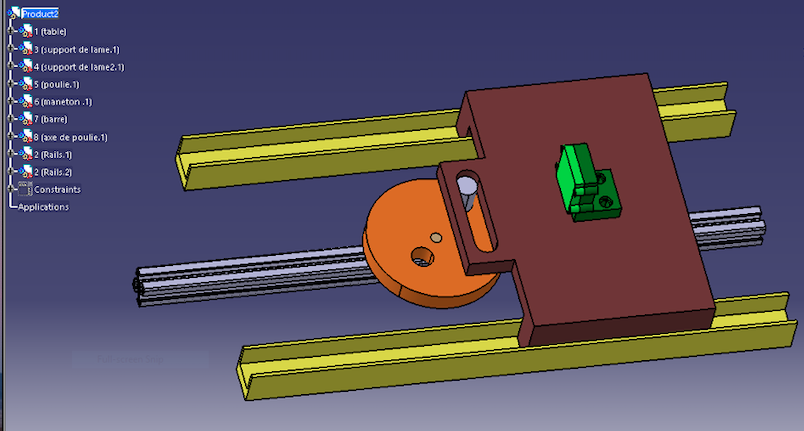 Product2
1 (table)
3 (support de lame.1)
4 (support de lame2.1)
5 (poulie.1)
6 (maneton .1)
7 (barre)
8 (axe de poulie.1)
2 (Rails.1)
2 (Rails.2)
Constraints
Applications